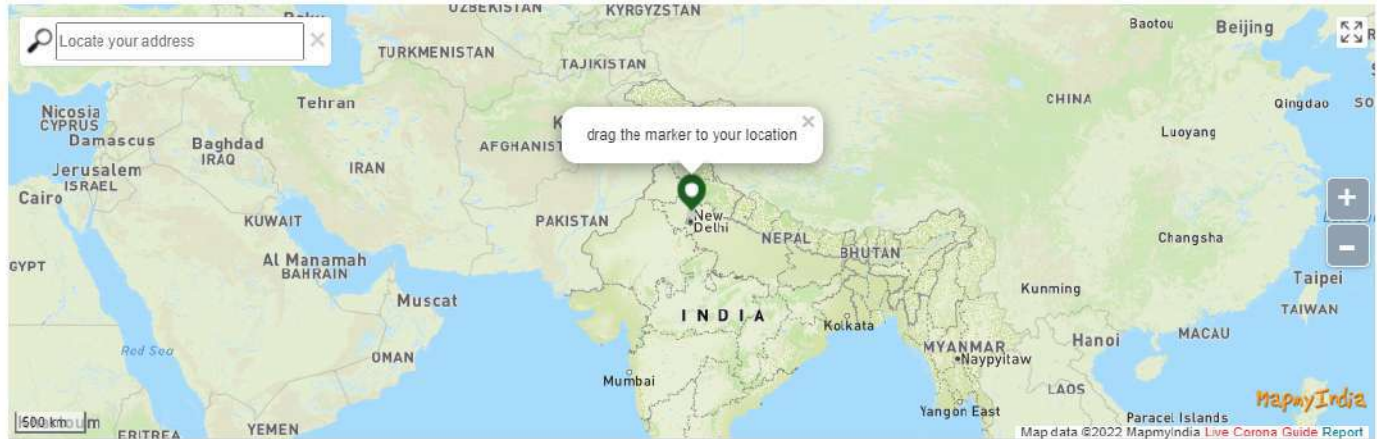 UZBEKISTAN
KYRGYZSTAN
Baotou
Beijing
Locate your address
TURKMENISTAN
TAJIKISTAN
Tehran
CHINA
Qingdao
SO
Nicosia
CYPRUS
drag the marker to your location
Luoyang
Damascus
Baghdad
IRAQ
AFGHANIST
IRAN
Jerusalem
ISRAEL
Cairo
KUWAIT
PAKISTAN
New
Delhi
NEPAL
BHUTAN
Changsha
GYPT
Al Manamah
BAHRAIN
Muscat
Kunming
Taipei
TAIWAN
INDIA
Kolkata
Red Sea
OMAN
MYANMAR
Naypyitaw
Hanoi
MACAU
Mumbai
LAOS
MapmyIndia
Yangon East
Paracel Islands
500 km
ERITREA
YEMEN
Map data ©2022 MapmyIndia Live Corona Guide Report